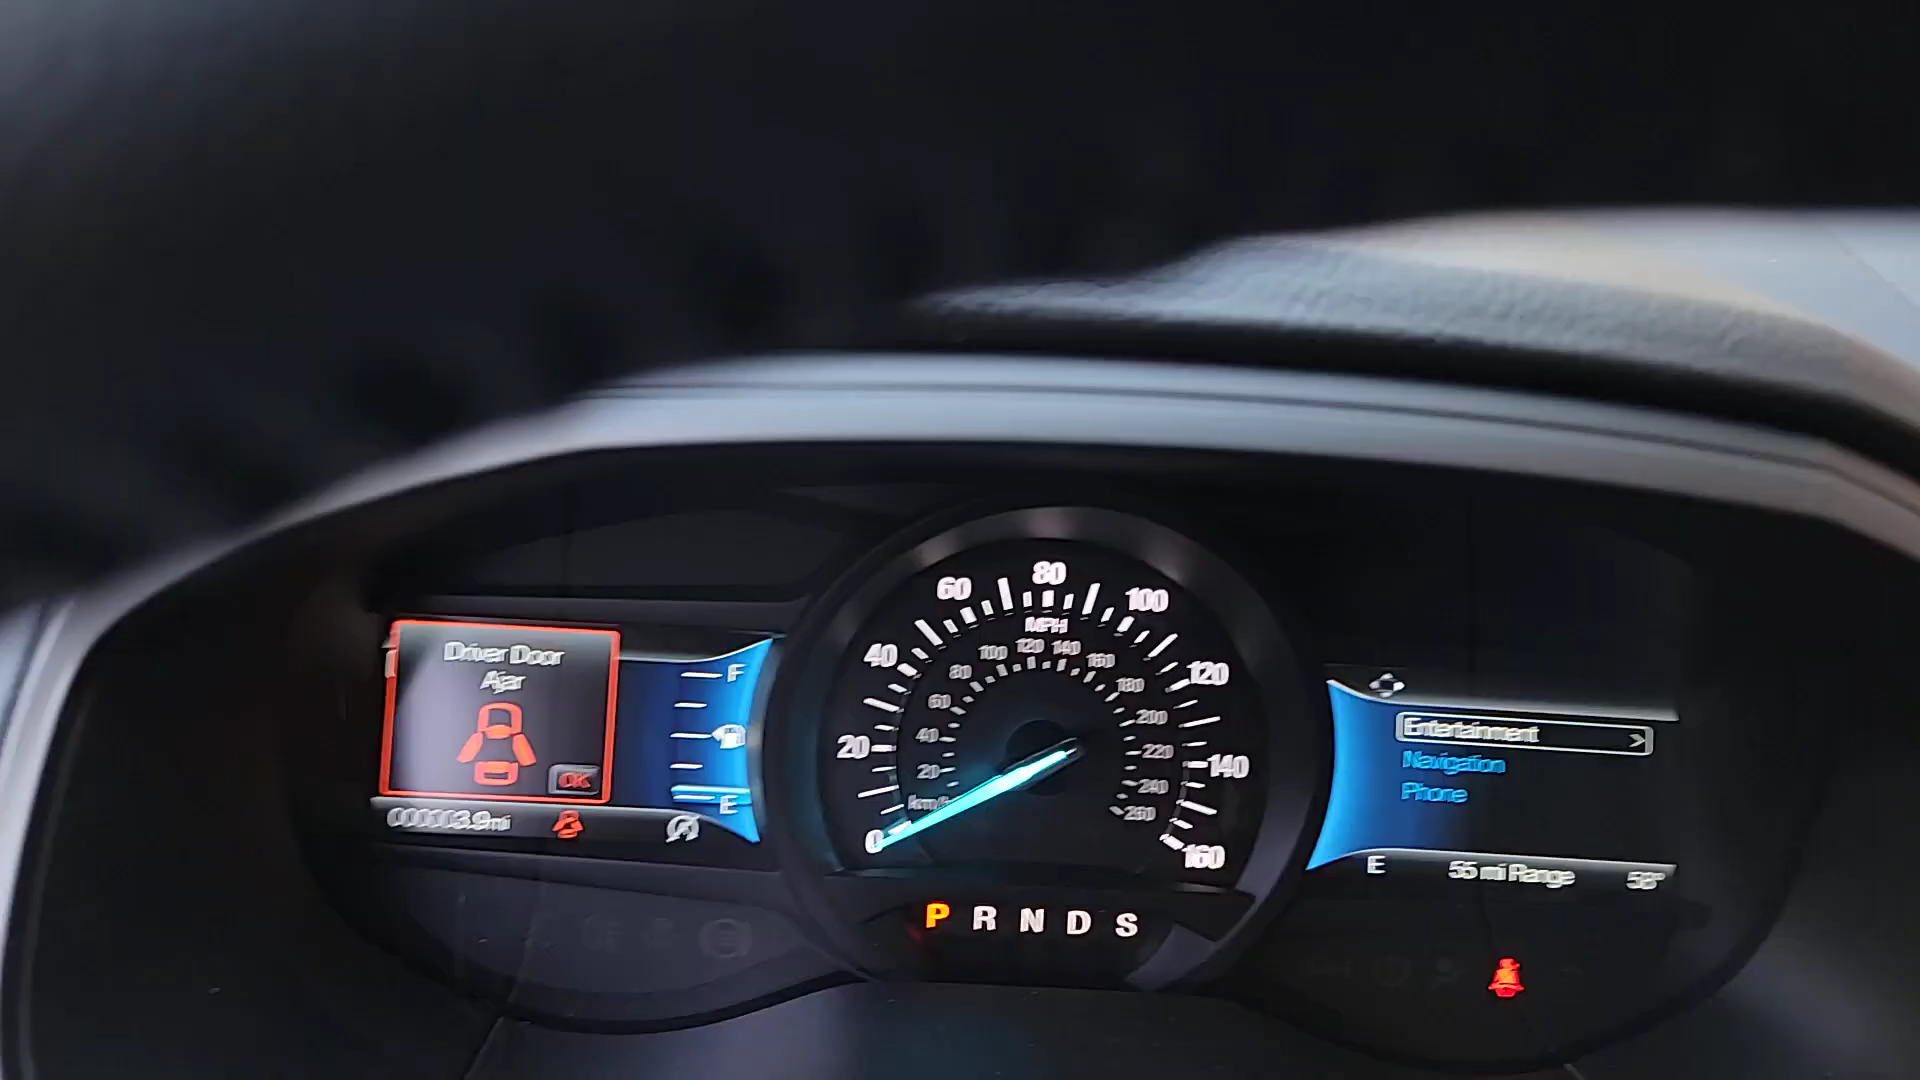 Driver Door
Ajar
OK
000003.9mi
F
E
0
20
40
60
80
100
120
140
160
MPH
km/h
20
40
60
80
100
120
140
160
180
200
220
240
260
P R N D S
Entertainment >
Navigation
Phone
E 55 mi Range 58°